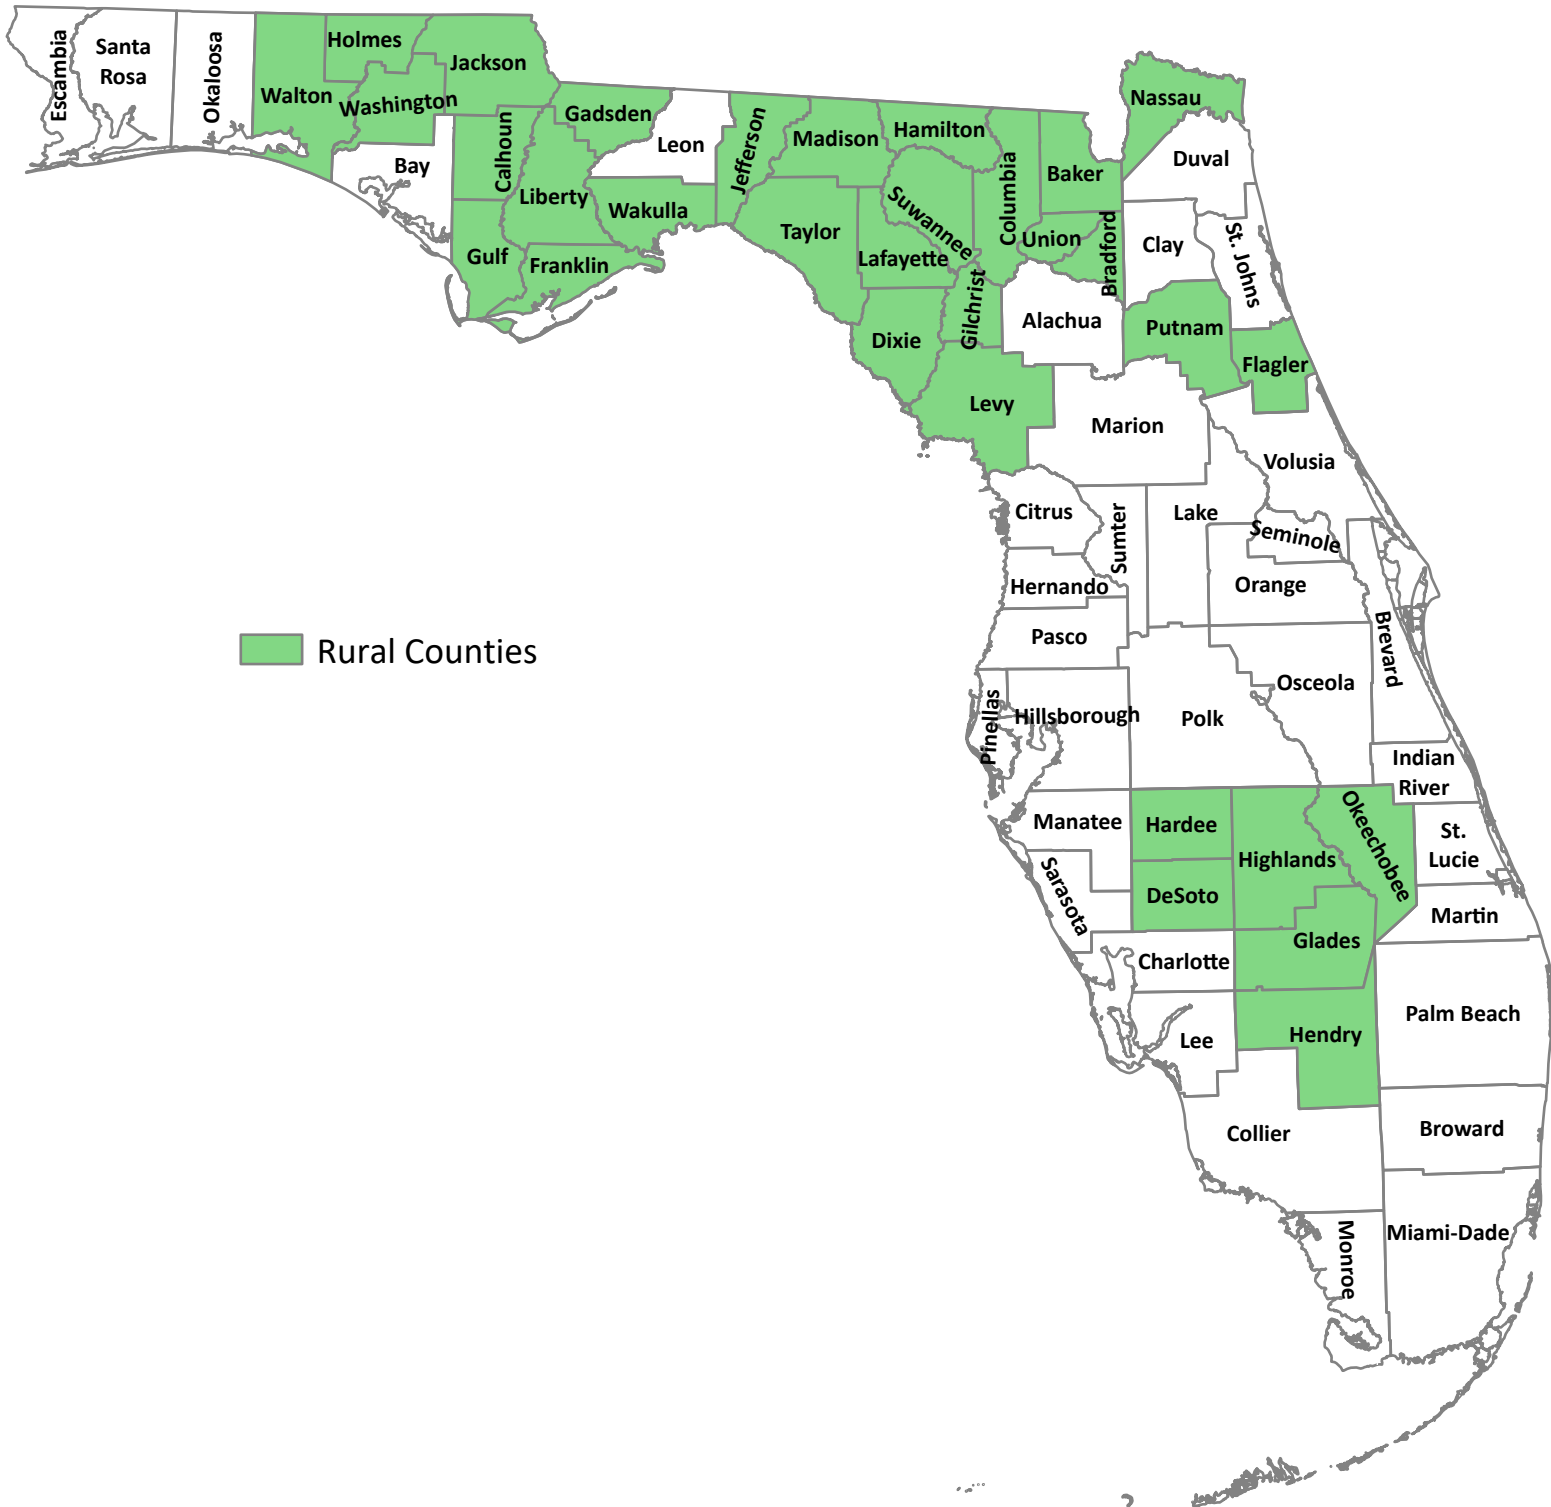 Escambia
Santa
Rosa
Okaloosa
Walton
Holmes
Washington
Jackson
Bay
Calhoun
Gulf
Liberty
Gadsden
Franklin
Leon
Wakulla
Jefferson
Madison
Taylor
Hamilton
Suwannee
Lafayette
Dixie
Gilchrist
Levy
Columbia
Baker
Union
Bradford
Alachua
Nassau
Duval
Clay
St. Johns
Putnam
Flagler
Marion
Volusia
Citrus
Sumter
Lake
Seminole
Hernando
Orange
Pasco
Brevard
Rural Counties
Osceola
Pinellas
Hillsborough
Polk
Indian
River
Manatee
Hardee
Highlands
Okeechobee
St.
Lucie
Sarasota
DeSoto
Martin
Glades
Charlotte
Palm Beach
Lee
Hendry
Collier
Broward
Monroe
Miami-Dade